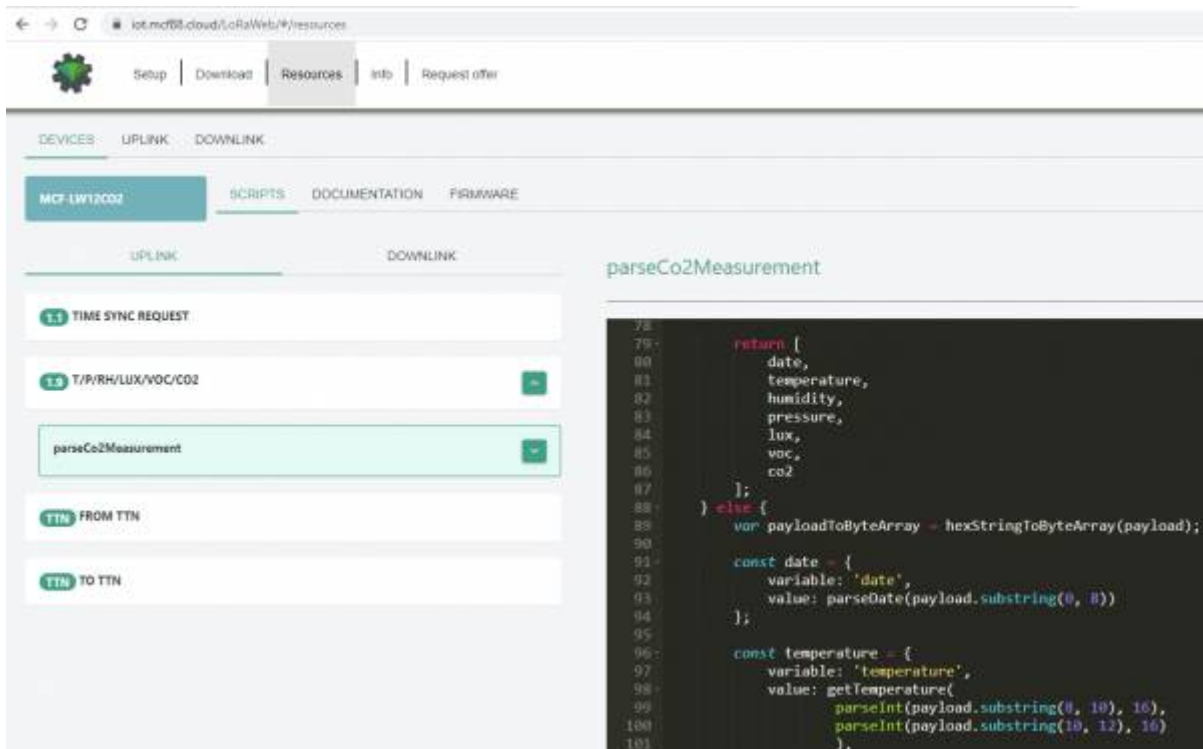 iot.mcf88.cloud/LoRaWeb/#/resources
Setup Download Resources Info Request offer
DEVICES UPLINK DOWNLINK
MCF-LW12CO2 SCRIPTS DOCUMENTATION FIRMWARE
UPLINK DOWNLINK
1.1 TIME SYNC REQUEST
1.9 T/P/RH/LUX/VOC/CO2
parseCo2Measurement
TTN FROM TTN
TTN TO TTN
parseCo2Measurement
78
79 return [
80 date,
81 temperature,
82 humidity,
83 pressure,
84 lux,
85 voc,
86 co2
87 ];
88 } else {
89 var payloadToByteArray = hexStringToByteArray(payload);
90
91 const date = {
92 variable: 'date',
93 value: parseDate(payload.substring(0, 8))
94 };
95
96 const temperature = {
97 variable: 'temperature',
98 value: getTemperature(
99 parseInt(payload.substring(8, 10), 16),
100 parseInt(payload.substring(10, 12), 16)
101 ),